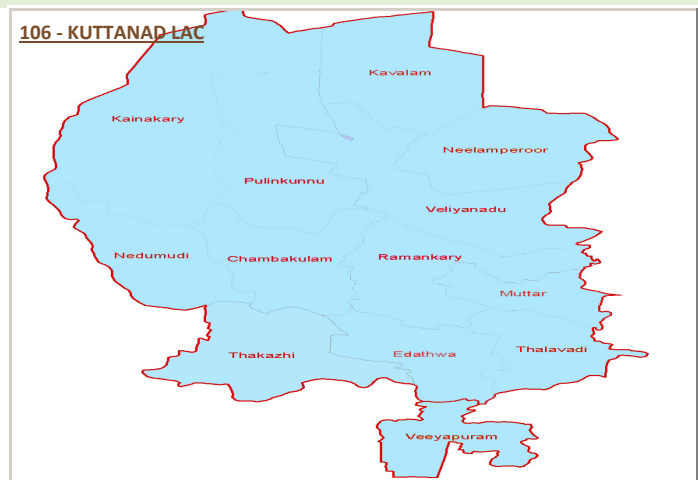 106 - KUTTANAD LAC
Kavalam
Kainakary
Neelamperoor
Pulinkunnu
Veliyanadu
Nedumudi
Chambakulam
Ramankary
Muttar
Thakazhi
Edathwa
Thalavadi
Veeyapuram